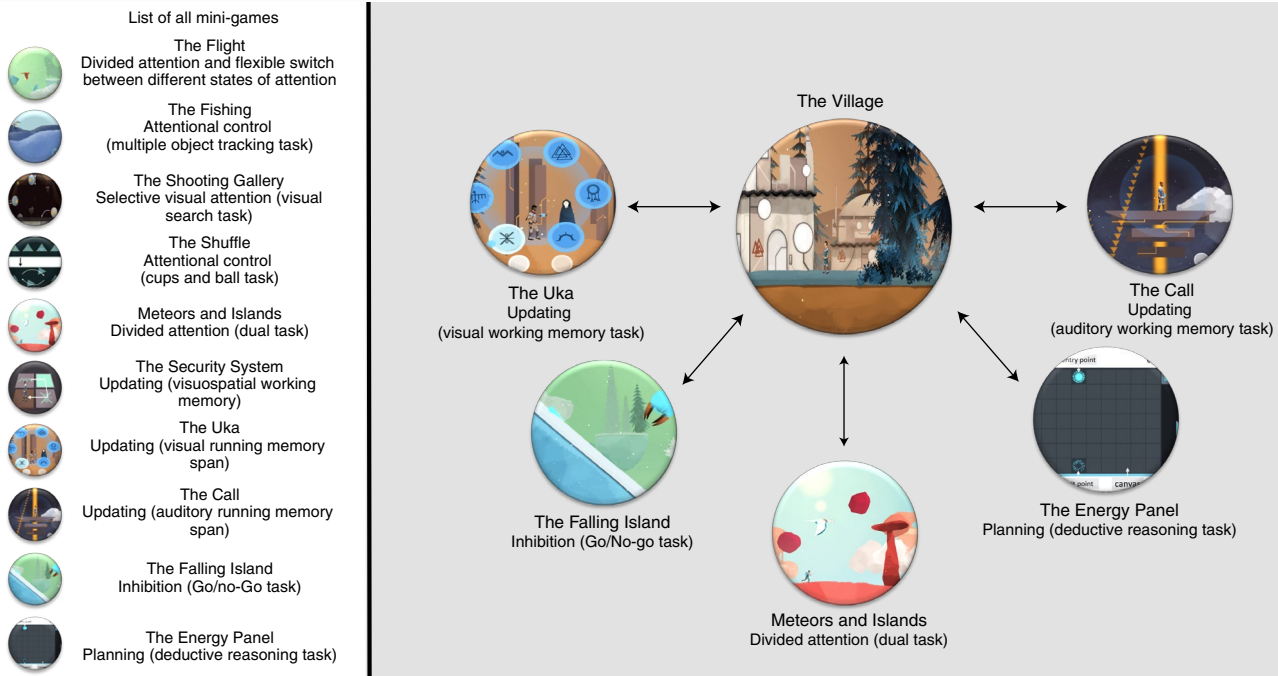 List of all mini-games
The Flight
Divided attention and flexible switch
between different states of attention
The Fishing
Attentional control
(multiple object tracking task)
The Shooting Gallery
Selective visual attention (visual
search task)
The Shuffle
Attentional control
(cups and ball task)
Meteors and Islands
Divided attention (dual task)
The Security System
Updating (visuospatial working
memory)
The Uka
Updating (visual running memory
span)
The Call
Updating (auditory running memory
span)
The Falling Island
Inhibition (Go/no-Go task)
The Energy Panel
Planning (deductive reasoning task)
The Village
The Uka
Updating
(visual working memory task)
The Call
Updating
(auditory working memory task)
The Falling Island
Inhibition (Go/No-go task)
Meteors and Islands
Divided attention (dual task)
ntry point
point
canvas
The Energy Panel
Planning (deductive reasoning task)